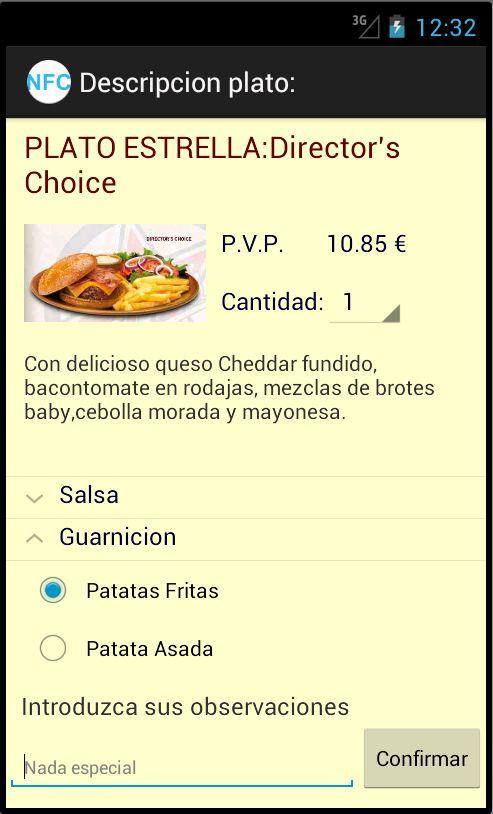 3G 12:32
NFC Descripcion plato:
PLATO ESTRELLA:Director's
Choice
DIRECTOR'S CHOICE
P.V.P. 10.85 €
Cantidad: 1
Con delicioso queso Cheddar fundido,
bacontomate en rodajas, mezclas de brotes
baby,cebolla morada y mayonesa.
Salsa
Guarnicion
Patatas Fritas
Patata Asada
Introduzca sus observaciones
Nada especial
Confirmar